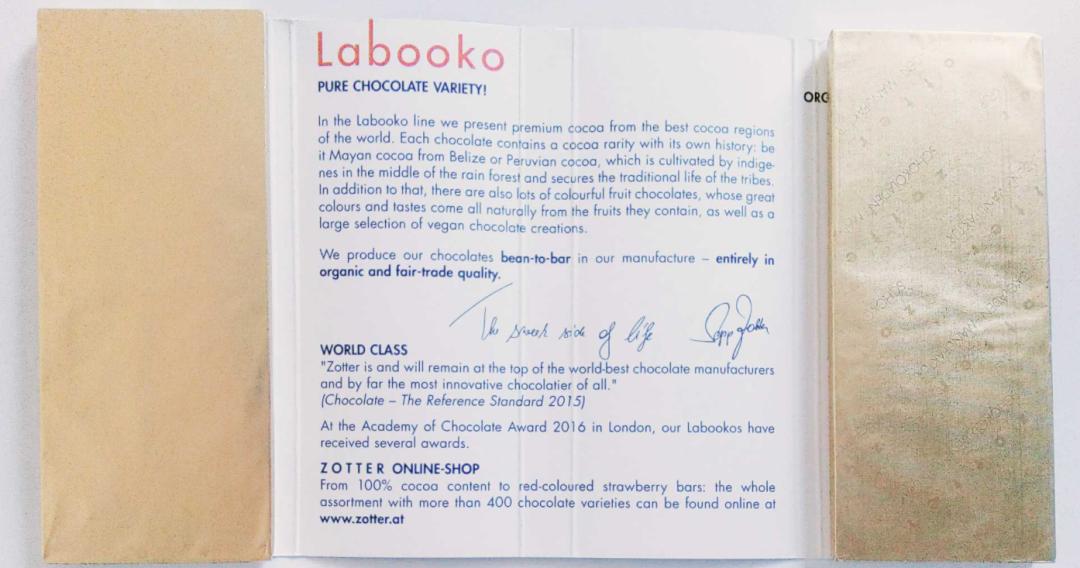 Labooko
PURE CHOCOLATE VARIETY!
In the Labooko line we present premium cocoa from the best cocoa regions
of the world. Each chocolate contains a cocoa rarity with its own history: be
it Mayan cocoa from Belize or Peruvian cocoa, which is cultivated by indige-
nes in the middle of the rain forest and secures the traditional life of the tribes.
In addition to that, there are also lots of colourful fruit chocolates, whose great
colours and tastes come all naturally from the fruits they contain, as well as a
large selection of vegan chocolate creations.
We produce our chocolates bean-to-bar in our manufacture – entirely in
organic and fair-trade quality.
The sweet side of life Sepp Zotter
WORLD CLASS
"Zotter is and will remain at the top of the world-best chocolate manufacturers
and by far the most innovative chocolatier of all."
(Chocolate – The Reference Standard 2015)
At the Academy of Chocolate Award 2016 in London, our Labookos have
received several awards.
ZOTTER ONLINE-SHOP
From 100% cocoa content to red-coloured strawberry bars: the whole
assortment with more than 400 chocolate varieties can be found online at
www.zotter.at
ORG